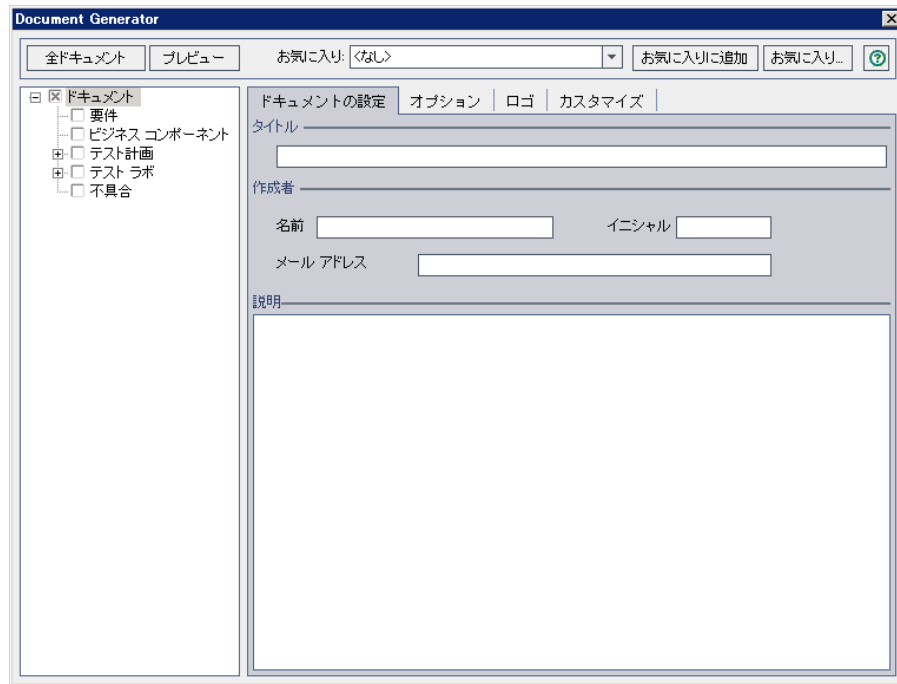 Document Generator
全ドキュメント プレビュー お気に入り: <なし> お気に入りに追加 お気に入り...
ドキュメント
要件
ビジネス コンポーネント
テスト計画
テスト ラボ
不具合
ドキュメントの設定 オプション ロゴ カスタマイズ
タイトル
作成者
名前 イニシャル
メール アドレス
説明